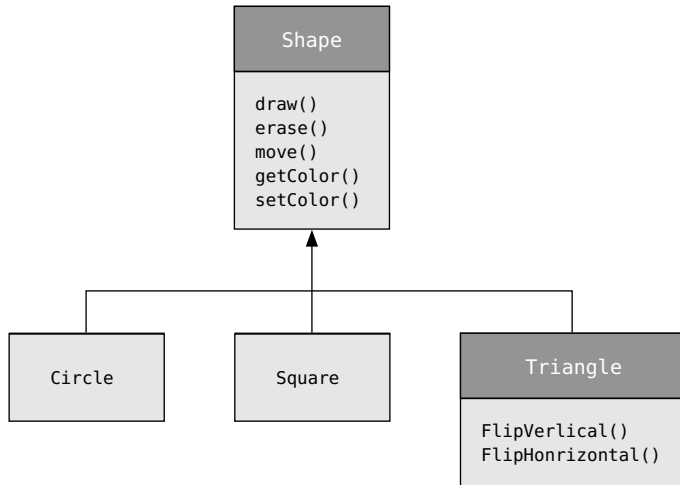 Shape
draw()
erase()
move()
getColor()
setColor()
Circle
Square
Triangle
FlipVerlical()
FlipHonrizontal()